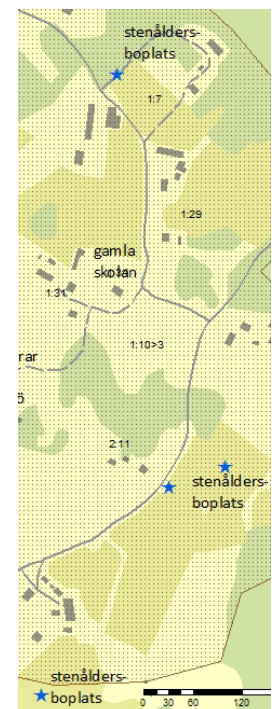 stenålders-
boplats
1:7
1:29
gamla
skolan
1:31
rar
1:10>3
ö
2:11
stenålders-
boplats
stenålders-
boplats
0 30 60 120